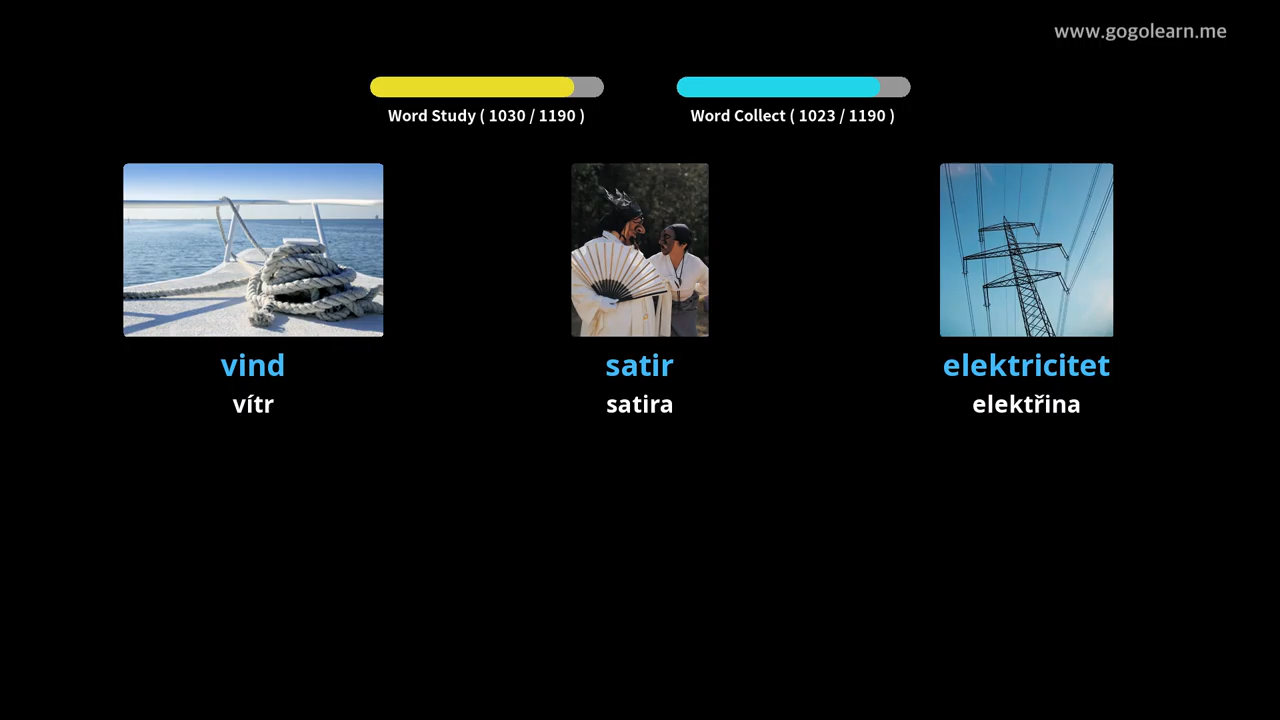 www.gogolearn.me
Word Study ( 1030 / 1190 )
Word Collect ( 1023 / 1190 )
vind
vítr
satir
satira
elektricitet
elektřina